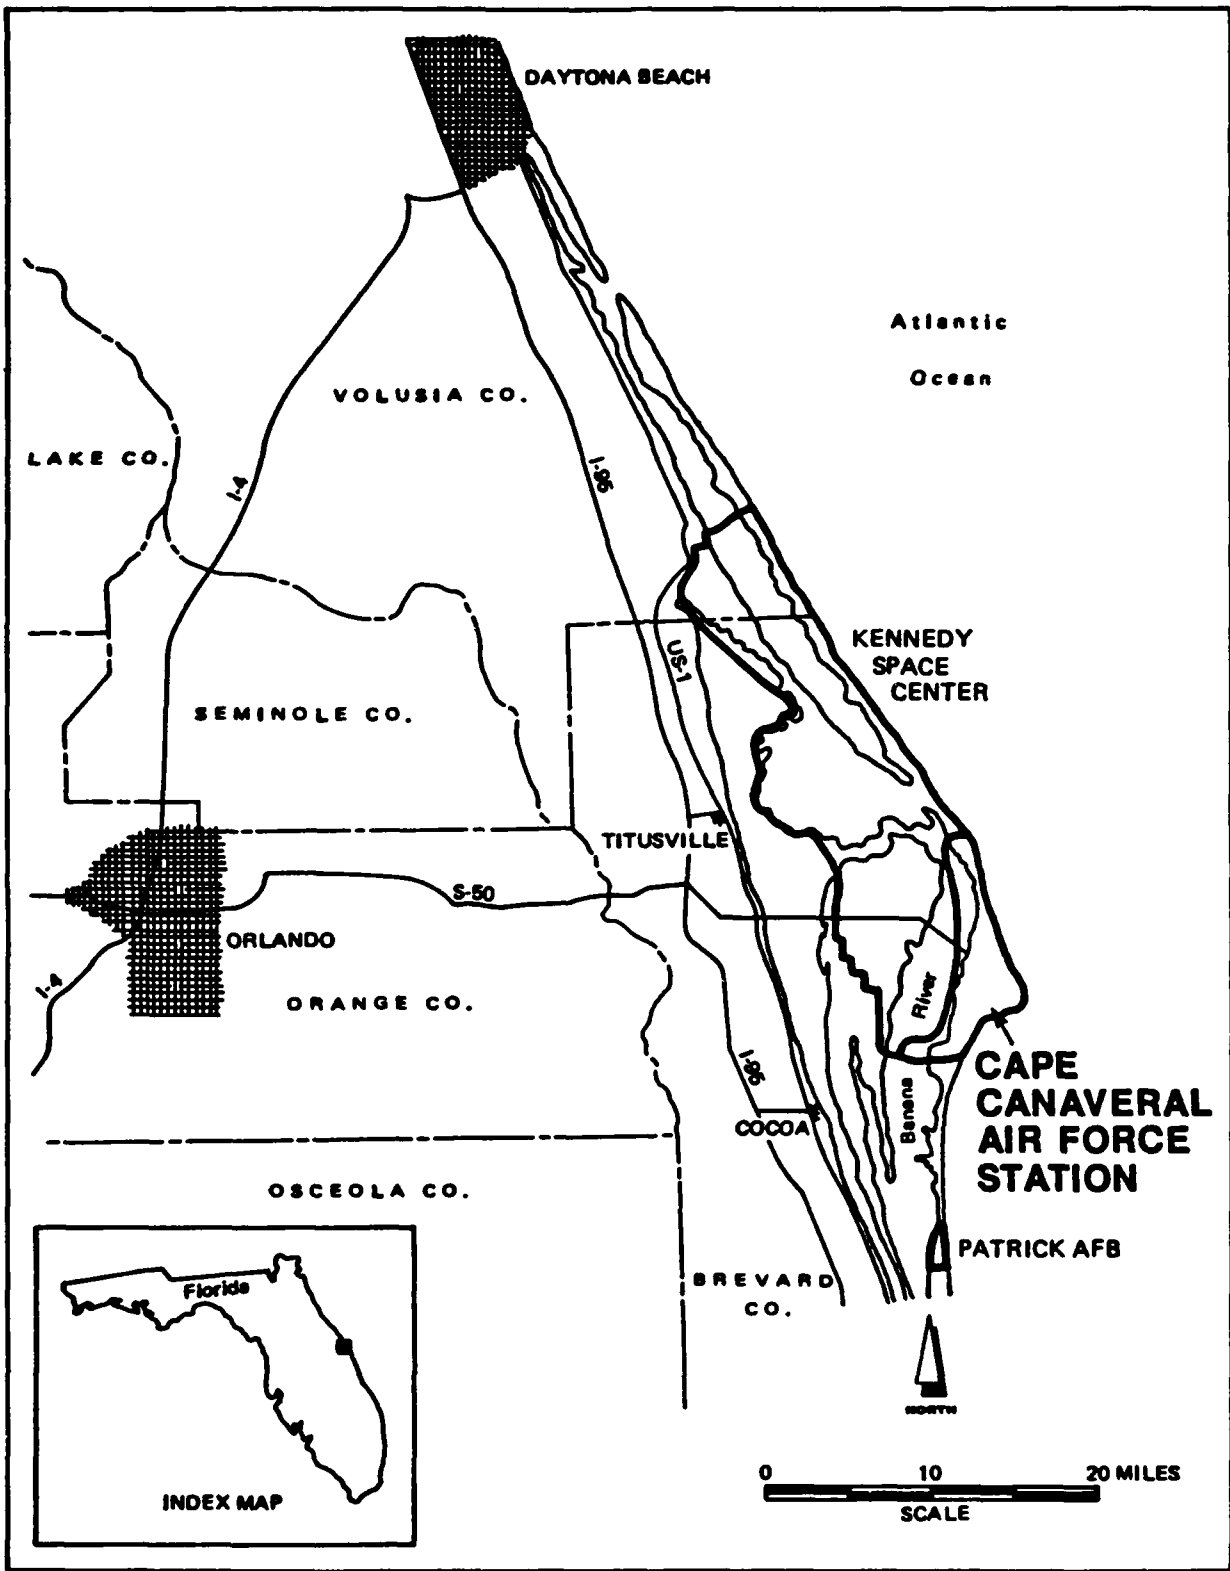 DAYTONA BEACH
Atlantic
Ocean
VOLUSIA CO.
LAKE CO.
I-4
I-95
KENNEDY
SPACE
CENTER
US-1
SEMINOLE CO.
TITUSVILLE
S-50
ORLANDO
I-4
ORANGE CO.
River
Banana
I-95
COCOA
CAPE
CANAVERAL
AIR FORCE
STATION
OSCEOLA CO.
PATRICK AFB
BREVARD
CO.
Florida
INDEX MAP
NORTH
0 10 20 MILES
SCALE